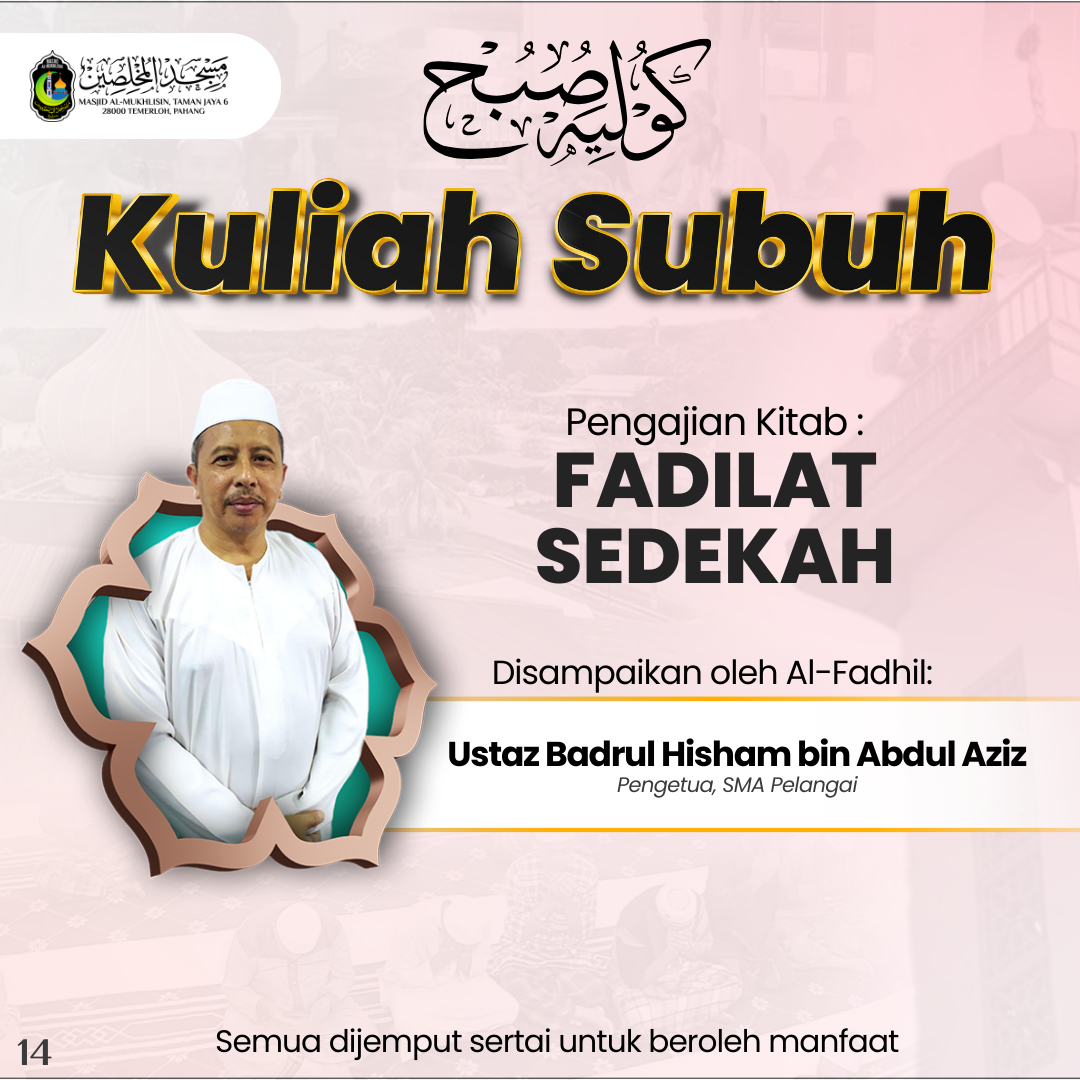 مسجد المخلصين
MASJID AL-MUKHLISIN, TAMAN JAYA 6
28000 TEMERLOH, PAHANG
كوليه صبح
Kuliah Subuh
Pengajian Kitab :
FADILAT
SEDEKAH
Disampaikan oleh Al-Fadhil:
Ustaz Badrul Hisham bin Abdul Aziz
Pengetua, SMA Pelangai
Semua dijemput sertai untuk beroleh manfaat
14